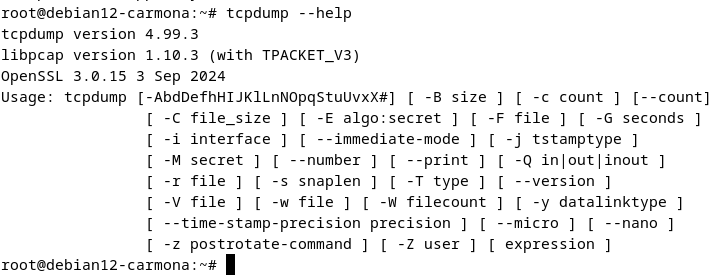 root@debian12-carmona:~# tcpdump --help
tcpdump version 4.99.3
libpcap version 1.10.3 (with TPACKET_V3)
OpenSSL 3.0.15 3 Sep 2024
Usage: tcpdump [-AbdDefhHIJKlLnNOpqStuUvxX#] [ -B size ] [ -c count ] [--count]
[ -C file_size ] [ -E algo:secret ] [ -F file ] [ -G seconds ]
[ -i interface ] [ --immediate-mode ] [ -j tstamptype ]
[ -M secret ] [ --number ] [ --print ] [ -Q in|out|inout ]
[ -r file ] [ -s snaplen ] [ -T type ] [ --version ]
[ -V file ] [ -w file ] [ -W filecount ] [ -y datalinktype ]
[ --time-stamp-precision precision ] [ --micro ] [ --nano ]
[ -z postrotate-command ] [ -Z user ] [ expression ]
root@debian12-carmona:~#